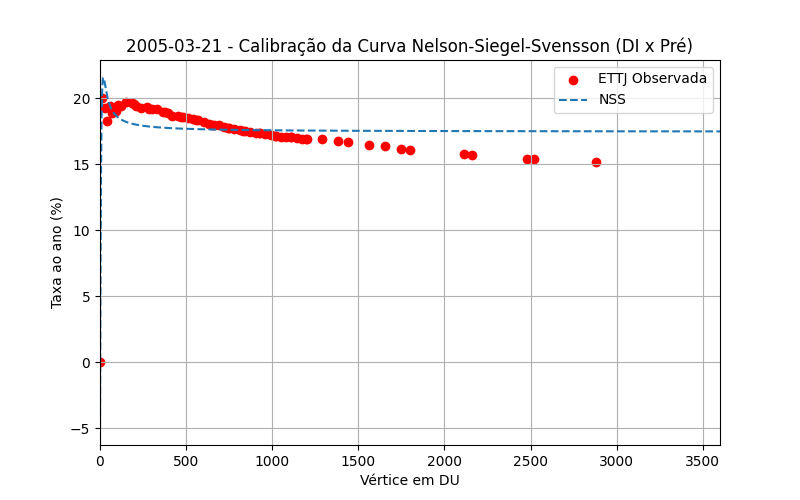 2005-03-21 - Calibração da Curva Nelson-Siegel-Svensson (DI x Pré)
ETTJ Observada
NSS
Taxa ao ano (%)
20
15
10
5
0
−5
0 500 1000 1500 2000 2500 3000 3500
Vértice em DU